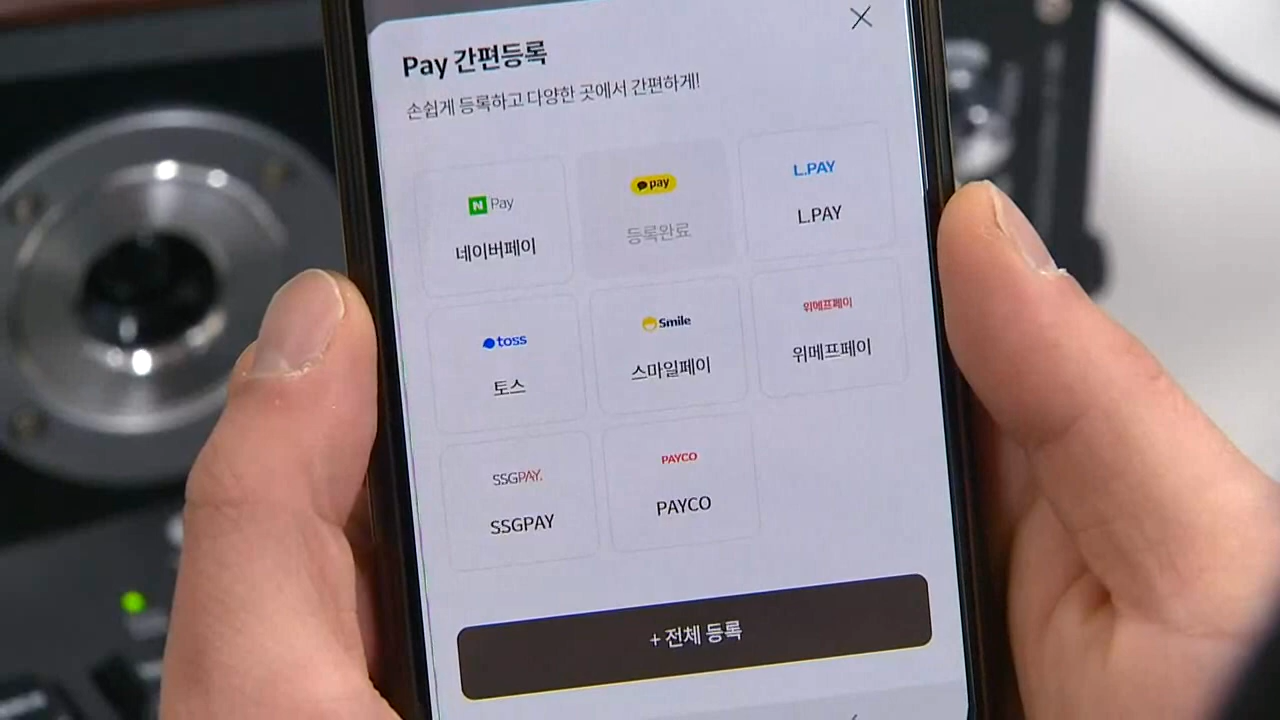 Pay 간편등록
손쉽게 등록하고 다양한 곳에서 간편하게!
N Pay
네이버페이
pay
등록완료
L.PAY
L.PAY
toss
토스
Smile
스마일페이
위메프페이
위메프페이
SSGPAY.
SSGPAY
PAYCO
PAYCO
+ 전체 등록